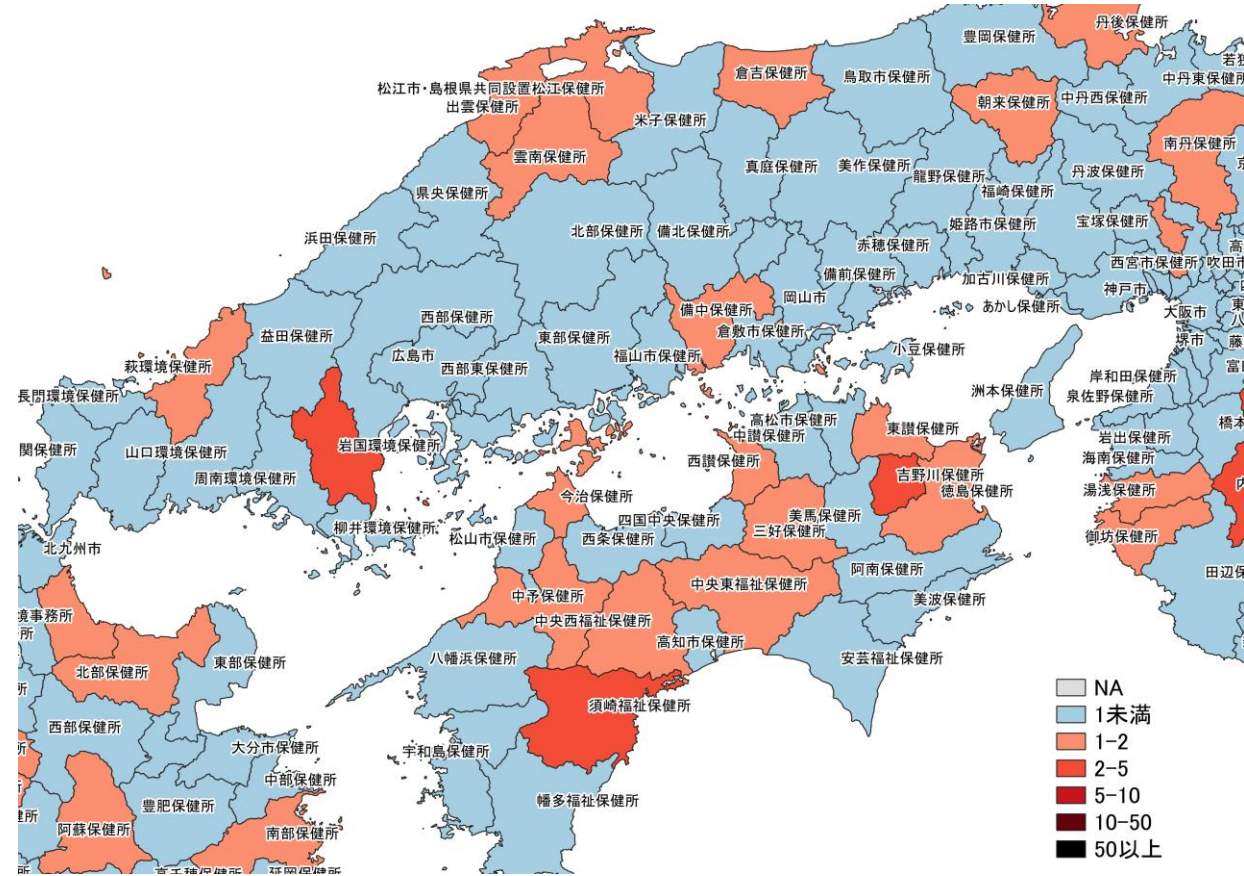 丹後保健所
豊岡保健所
中丹東保健所
倉吉保健所
鳥取市保健所
松江市・島根県共同設置松江保健所
出雲保健所
米子保健所
朝来保健所
中丹西保健所
南丹保健所
雲南保健所
真庭保健所
美作保健所
龍野保健所
福崎保健所
丹波保健所
県央保健所
浜田保健所
北部保健所
備北保健所
姫路市保健所
宝塚保健所
赤穂保健所
西宮市保健所
吹田市
備前保健所
加古川保健所
神戸市
岡山市
あかし保健所
大阪市
備中保健所
倉敷市保健所
西部保健所
益田保健所
東部保健所
堺市
広島市
福山市保健所
小豆保健所
西部東保健所
萩環境保健所
岸和田保健所
長門環境保健所
洲本保健所
泉佐野保健所
高松市保健所
中讃保健所
東讃保健所
岩国環境保健所
関保健所
山口環境保健所
岩出保健所
海南保健所
西讃保健所
周南環境保健所
吉野川保健所
徳島保健所
湯浅保健所
今治保健所
四国中央保健所
美馬保健所
三好保健所
柳井環境保健所
松山市保健所
西条保健所
御坊保健所
北九州市
阿南保健所
田辺保
中央東福祉保健所
中予保健所
美波保健所
境事務所
中央西福祉保健所
高知市保健所
東部保健所
八幡浜保健所
安芸福祉保健所
北部保健所
須崎福祉保健所
西部保健所
大分市保健所
宇和島保健所
中部保健所
豊肥保健所
幡多福祉保健所
阿蘇保健所
南部保健所
高千穂保健所
延岡保健所
NA
1未満
1-2
2-5
5-10
10-50
50以上